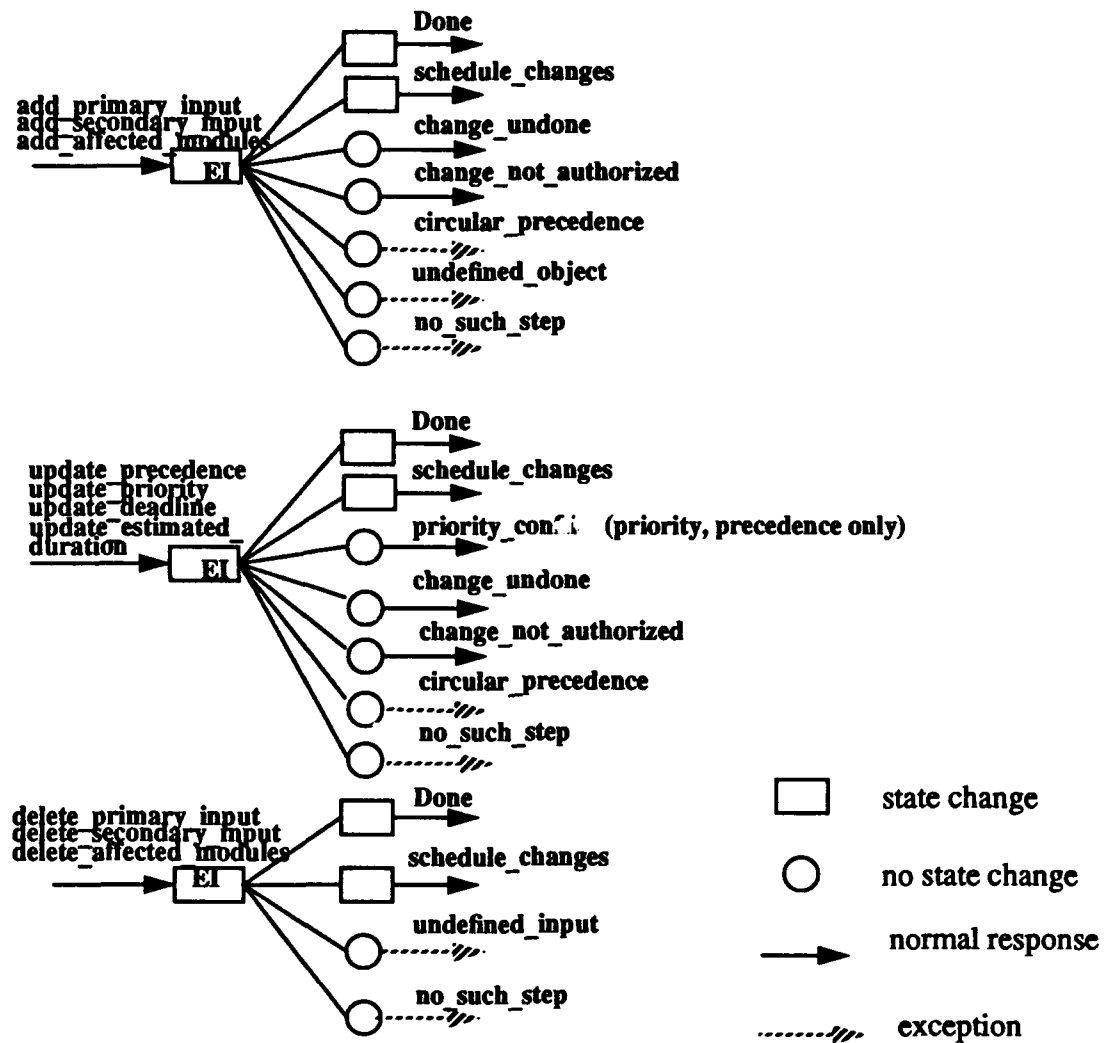 Done
schedule_changes
add_primary_input
add_secondary_input
add_affected_modules
EI
change_undone
change_not_authorized
circular_precedence
undefined_object
no_such_step
Done
schedule_changes
update_precedence
update_priority
update_deadline
update_estimated_
duration
EI
(priority, precedence only)
change_undone
change_not_authorized
circular_precedence
no_such_step
Done
delete_primary_input
delete_secondary_input
delete_affected_modules
EI
schedule_changes
undefined_input
no_such_step
state change
no state change
normal response
exception